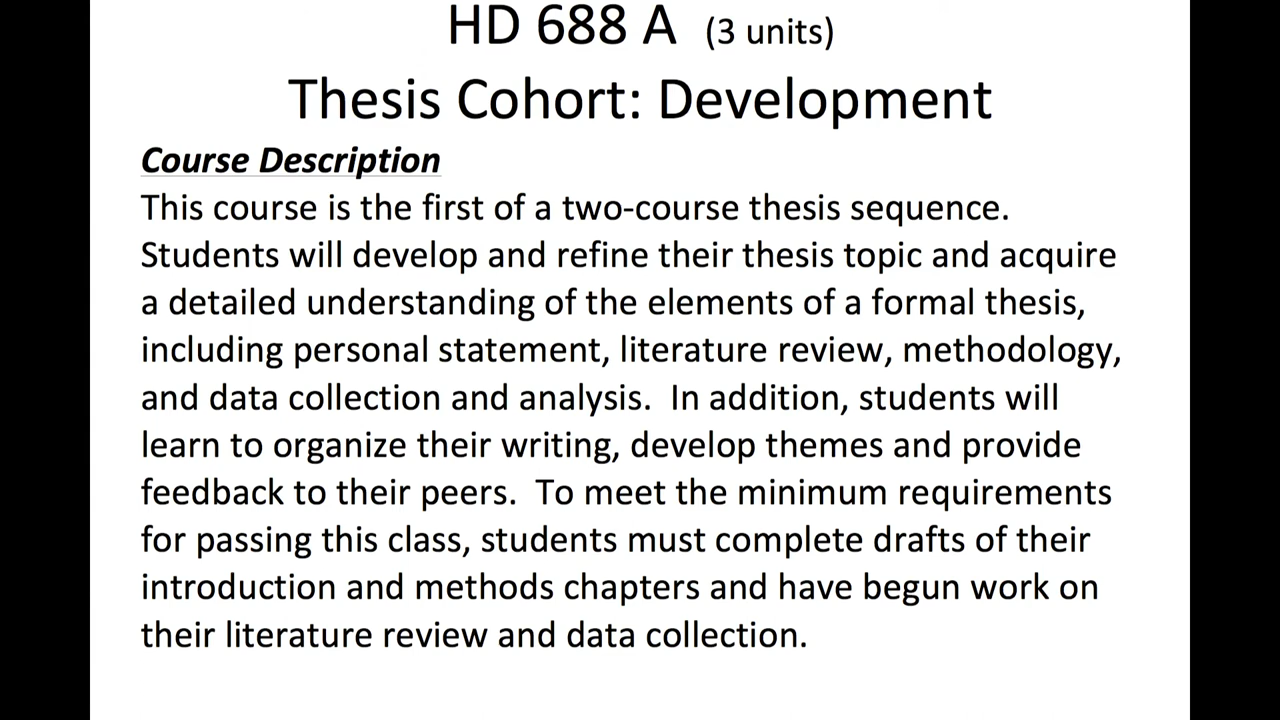 HD 688 A (3 units)
Thesis Cohort: Development
Course Description
This course is the first of a two-course thesis sequence.
Students will develop and refine their thesis topic and acquire
a detailed understanding of the elements of a formal thesis,
including personal statement, literature review, methodology,
and data collection and analysis.  In addition, students will
learn to organize their writing, develop themes and provide
feedback to their peers.  To meet the minimum requirements
for passing this class, students must complete drafts of their
introduction and methods chapters and have begun work on
their literature review and data collection.